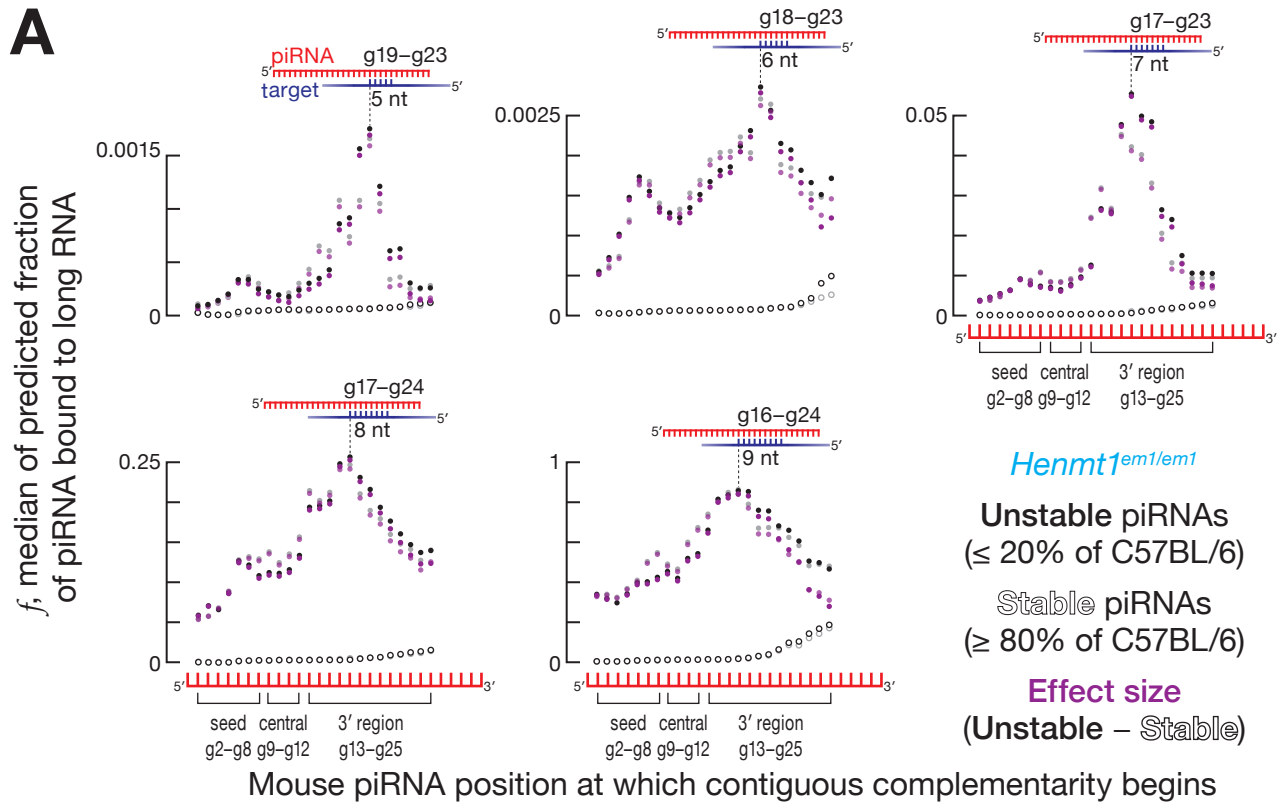 A
f, median of predicted fraction
of piRNA bound to long RNA
piRNA
g19–g23
5′
target
5′
5 nt
0.0015
0
g18–g23
5′
5′
6 nt
0.0025
0
g17–g23
5′
5′
7 nt
0.05
0
5′ 3′
seed central 3′ region
g2–g8 g9–g12 g13–g25
g17–g24
5′
5′
8 nt
0.25
0
5′ 3′
seed central 3′ region
g2–g8 g9–g12 g13–g25
g16–g24
5′
5′
9 nt
1
0
5′ 3′
seed central 3′ region
g2–g8 g9–g12 g13–g25
Henmt1em1/em1
Unstable piRNAs
(≤ 20% of C57BL/6)
Stable piRNAs
(≥ 80% of C57BL/6)
Effect size
(Unstable – Stable)
Mouse piRNA position at which contiguous complementarity begins